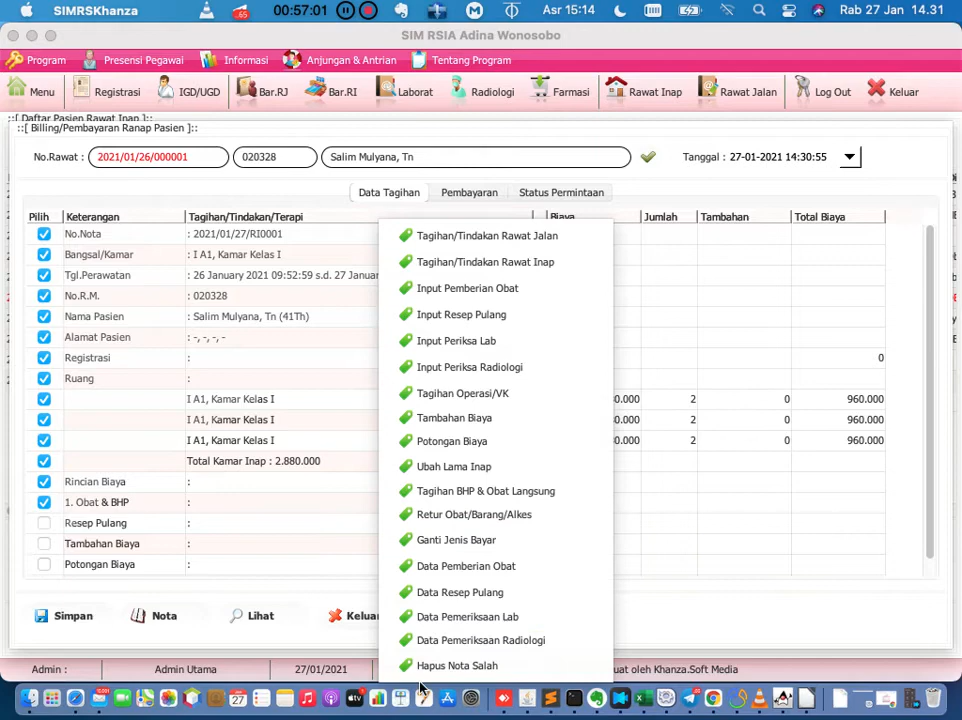 SIMRSKhanza 65 00:57:01 Asr 15:14 Rab 27 Jan 14.31
SIM RSIA Adina Wonosobo
Program Presensi Pegawai Informasi Anjungan & Antrian Tentang Program
Menu Registrasi IGD/UGD Bar.RJ Bar.RI Laborat Radiologi Farmasi Rawat Inap Rawat Jalan Log Out Keluar
::[ Daftar Pasien Rawat Inap ]::
::[ Billing/Pembayaran Ranap Pasien ]::
No.Rawat : 2021/01/26/000001 020328 Salim Mulyana, Tn Tanggal : 27-01-2021 14:30:55
Data Tagihan Pembayaran Status Permintaan
Pilih Keterangan Tagihan/Tindakan/Terapi Biaya Jumlah Tambahan Total Biaya
No.Nota : 2021/01/27/RI0001
Bangsal/Kamar : I A1, Kamar Kelas I
Tgl.Perawatan : 26 January 2021 09:52:59 s.d. 27 Januar
No.R.M. : 020328
Nama Pasien : Salim Mulyana, Tn (41Th)
Alamat Pasien : -, -, -, -
Registrasi : 0
Ruang :
I A1, Kamar Kelas I 80.000 2 0 960.000
I A1, Kamar Kelas I 80.000 2 0 960.000
I A1, Kamar Kelas I 80.000 2 0 960.000
Total Kamar Inap : 2.880.000
Rincian Biaya :
1. Obat & BHP :
Resep Pulang :
Tambahan Biaya :
Potongan Biaya :
Tagihan/Tindakan Rawat Jalan
Tagihan/Tindakan Rawat Inap
Input Pemberian Obat
Input Resep Pulang
Input Periksa Lab
Input Periksa Radiologi
Tagihan Operasi/VK
Tambahan Biaya
Potongan Biaya
Ubah Lama Inap
Tagihan BHP & Obat Langsung
Retur Obat/Barang/Alkes
Ganti Jenis Bayar
Data Pemberian Obat
Data Resep Pulang
Data Pemeriksaan Lab
Data Pemeriksaan Radiologi
Hapus Nota Salah
Simpan Nota Lihat Keluar
Admin : Admin Utama 27/01/2021 uat oleh Khanza.Soft Media